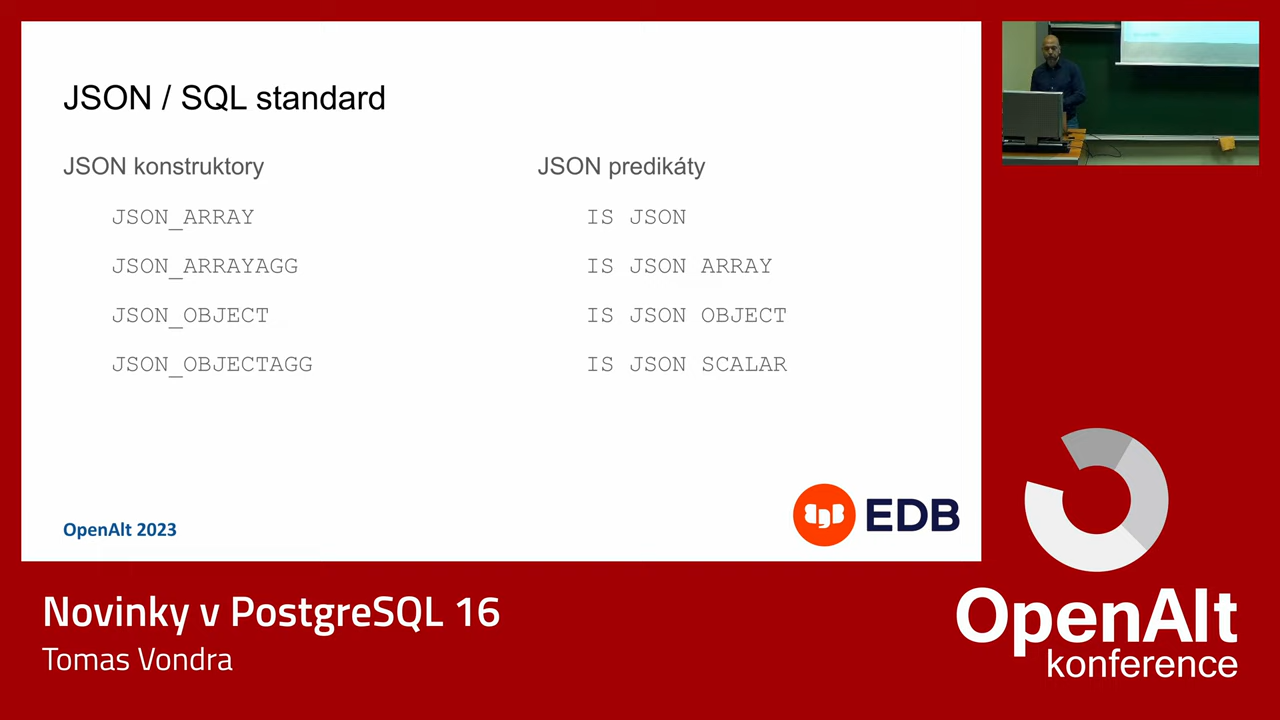 JSON / SQL standard
JSON konstruktory
JSON_ARRAY
JSON_ARRAYAGG
JSON_OBJECT
JSON_OBJECTAGG
JSON predikáty
IS JSON
IS JSON ARRAY
IS JSON OBJECT
IS JSON SCALAR
OpenAlt 2023
EDB
Novinky v PostgreSQL 16
Tomas Vondra
OpenAlt
konference